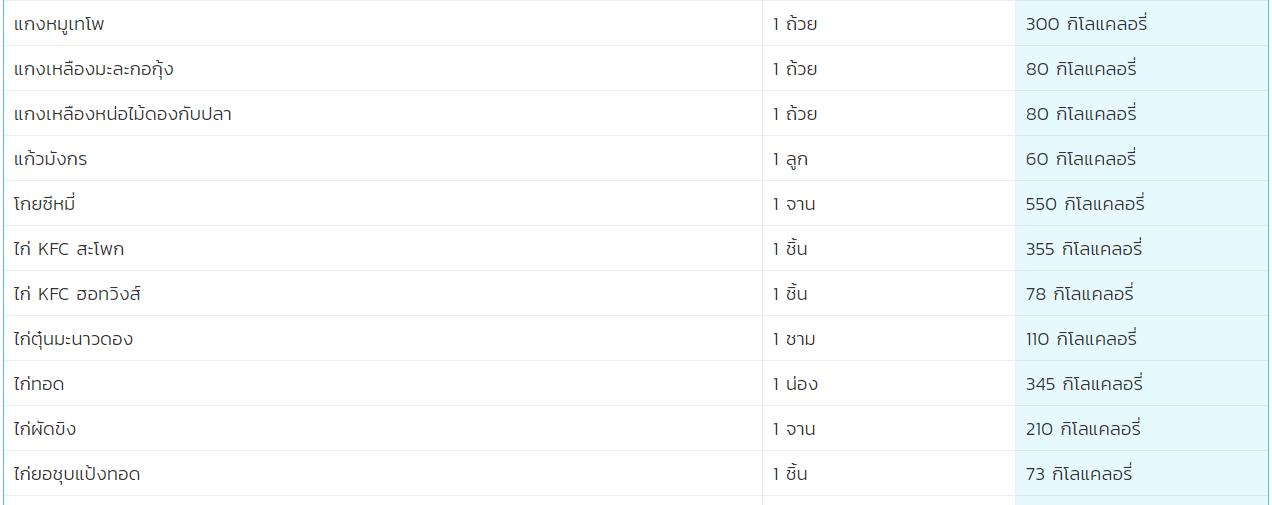 แกงหมูเทโพ 1 ถ้วย 300 กิโลแคลอรี่
แกงเหลืองมะละกอกุ้ง 1 ถ้วย 80 กิโลแคลอรี่
แกงเหลืองหน่อไม้ดองกับปลา 1 ถ้วย 80 กิโลแคลอรี่
แก้วมังกร 1 ลูก 60 กิโลแคลอรี่
โกยซีหมี่ 1 จาน 550 กิโลแคลอรี่
ไก่ KFC สะโพก 1 ชิ้น 355 กิโลแคลอรี่
ไก่ KFC ฮอทวิงส์ 1 ชิ้น 78 กิโลแคลอรี่
ไก่ตุ๋นมะนาวดอง 1 ชาม 110 กิโลแคลอรี่
ไก่ทอด 1 น่อง 345 กิโลแคลอรี่
ไก่ผัดขิง 1 จาน 210 กิโลแคลอรี่
ไก่ยอชุบแป้งทอด 1 ชิ้น 73 กิโลแคลอรี่